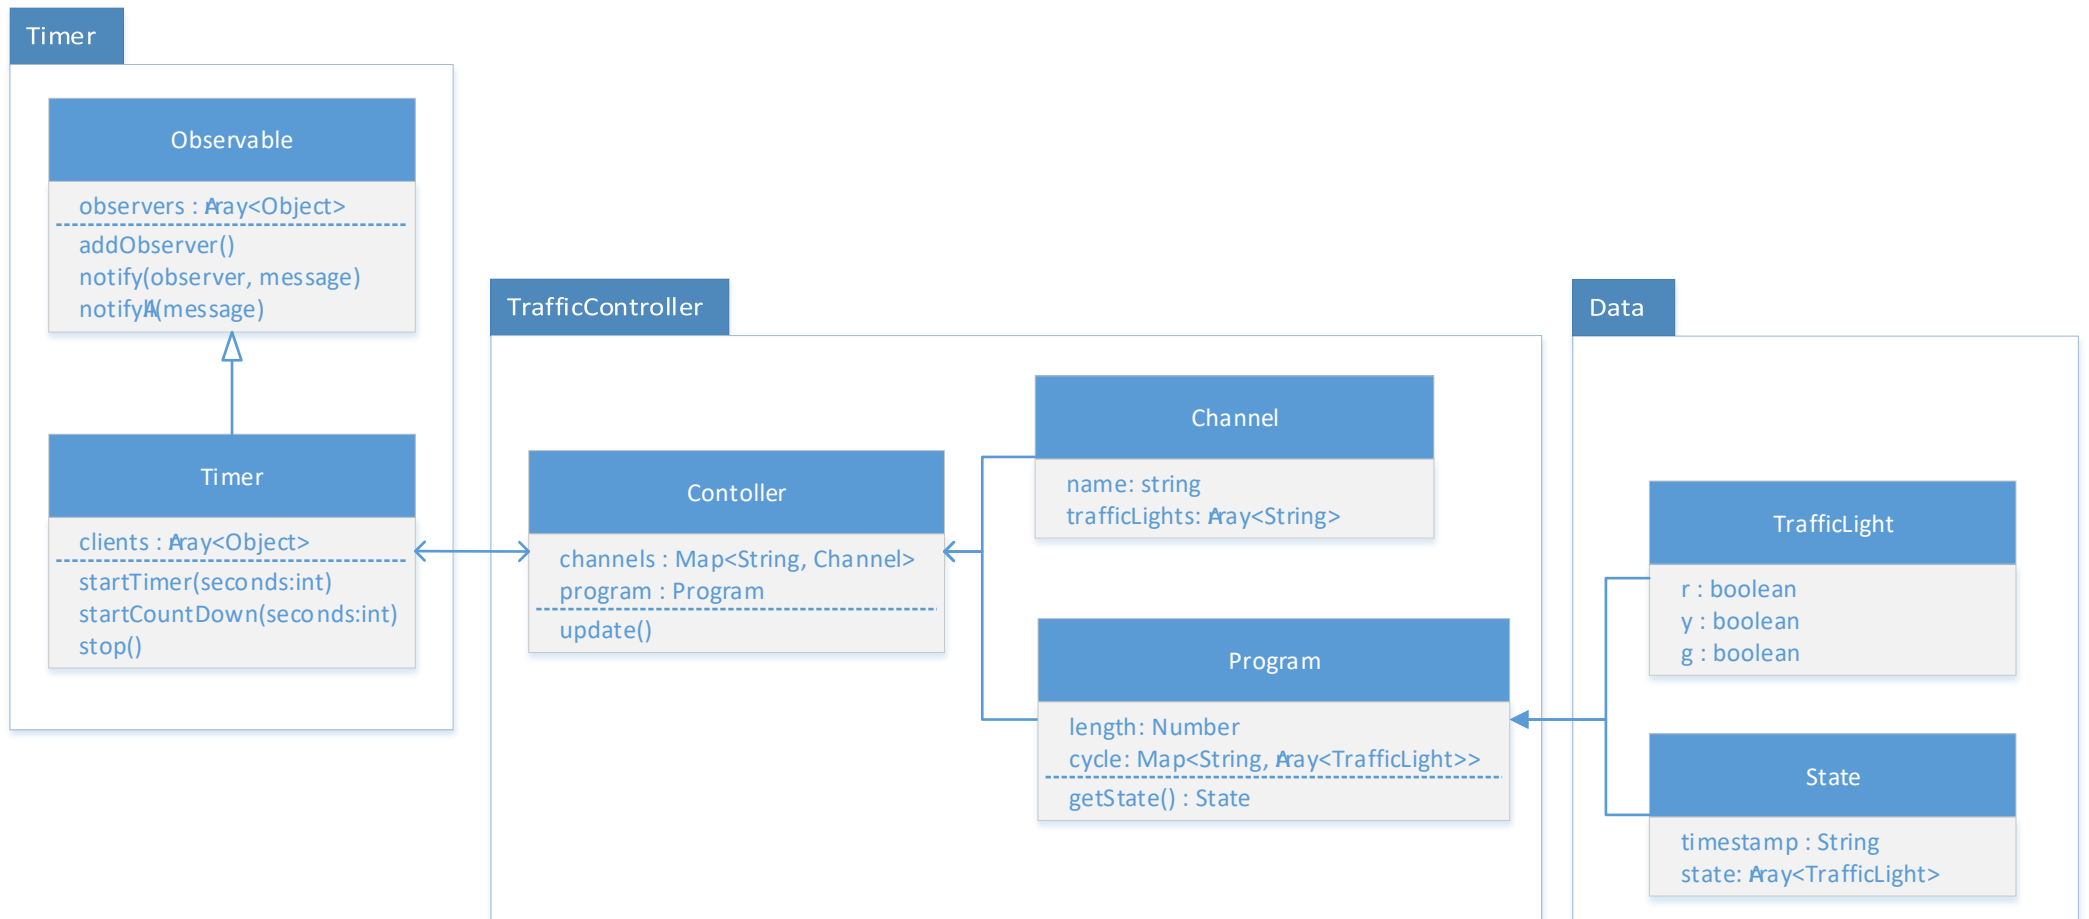 Timer
Observable
observers : Array<Object>
addObserver()
notify(observer, message)
notifyAll(message)
Timer
clients : Array<Object>
startTimer(seconds:int)
startCountDown(seconds:int)
stop()
TrafficController
Contoller
channels : Map<String, Channel>
program : Program
update()
Channel
name: string
trafficLights: Array<String>
Program
length: Number
cycle: Map<String, Array<TrafficLight>>
getState() : State
Data
TrafficLight
r : boolean
y : boolean
g : boolean
State
timestamp : String
state: Array<TrafficLight>